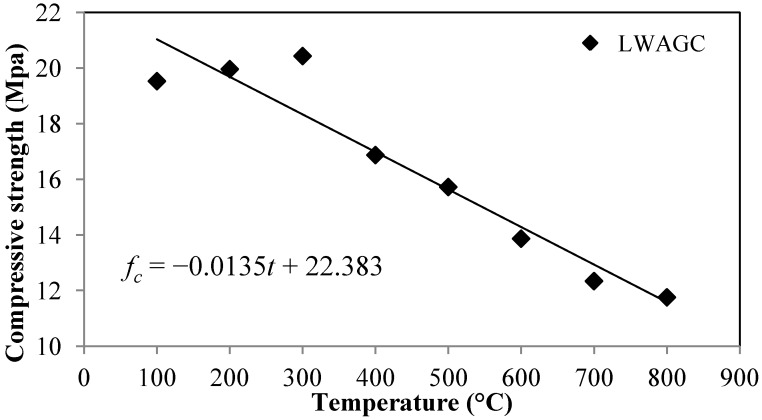 22
20
18
16
14
12
10
Compressive strength (Mpa)
LWAGC
fc = −0.0135t + 22.383
0 100 200 300 400 500 600 700 800 900
Temperature (°C)